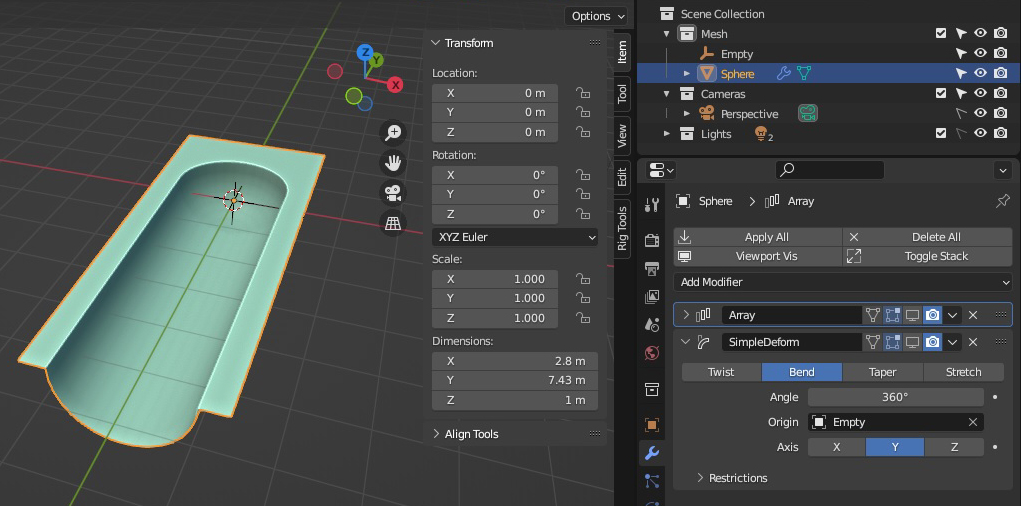 Options
Z
Y
X
Transform
Location:
X 0 m
Y 0 m
Z 0 m
Rotation:
X 0°
Y 0°
Z 0°
XYZ Euler
Scale:
X 1.000
Y 1.000
Z 1.000
Dimensions:
X 2.8 m
Y 7.43 m
Z 1 m
Align Tools
Item
Tool
View
Edit
Rig Tools
Scene Collection
Mesh
Empty
Sphere
Cameras
Perspective
Lights 2
Sphere > Array
Apply All Delete All
Viewport Vis Toggle Stack
Add Modifier
Array
SimpleDeform
Twist Bend Taper Stretch
Angle 360°
Origin Empty
Axis X Y Z
Restrictions